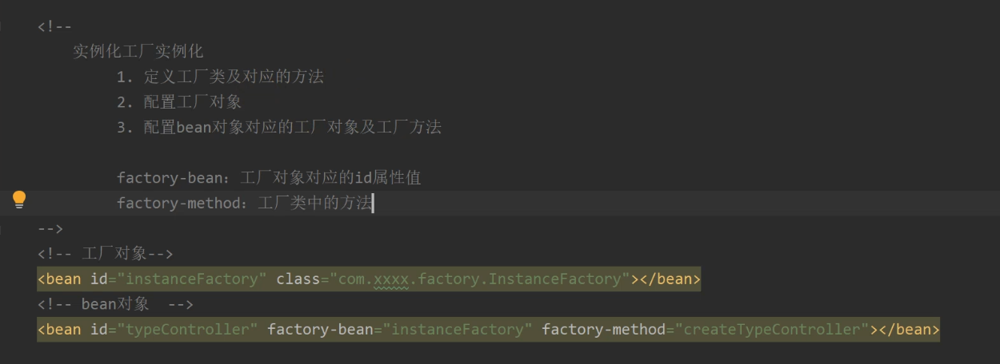 <!--
实例化工厂实例化
1. 定义工厂类及对应的方法
2. 配置工厂对象
3. 配置bean对象对应的工厂对象及工厂方法
factory-bean：工厂对象对应的id属性值
factory-method：工厂类中的方法
-->
<!-- 工厂对象-->
<bean id="instanceFactory" class="com.xxxx.factory.InstanceFactory"></bean>
<!-- bean对象  -->
<bean id="typeController" factory-bean="instanceFactory" factory-method="createTypeController"></bean>